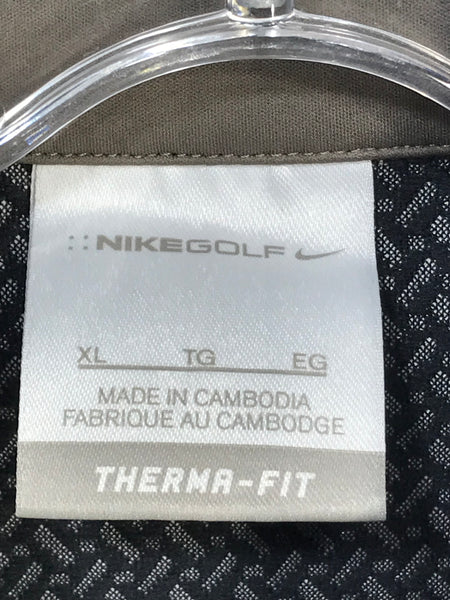 ::NIKEGOLF
XL TG EG
MADE IN CAMBODIA
FABRIQUE AU CAMBODGE
THERMA-FIT